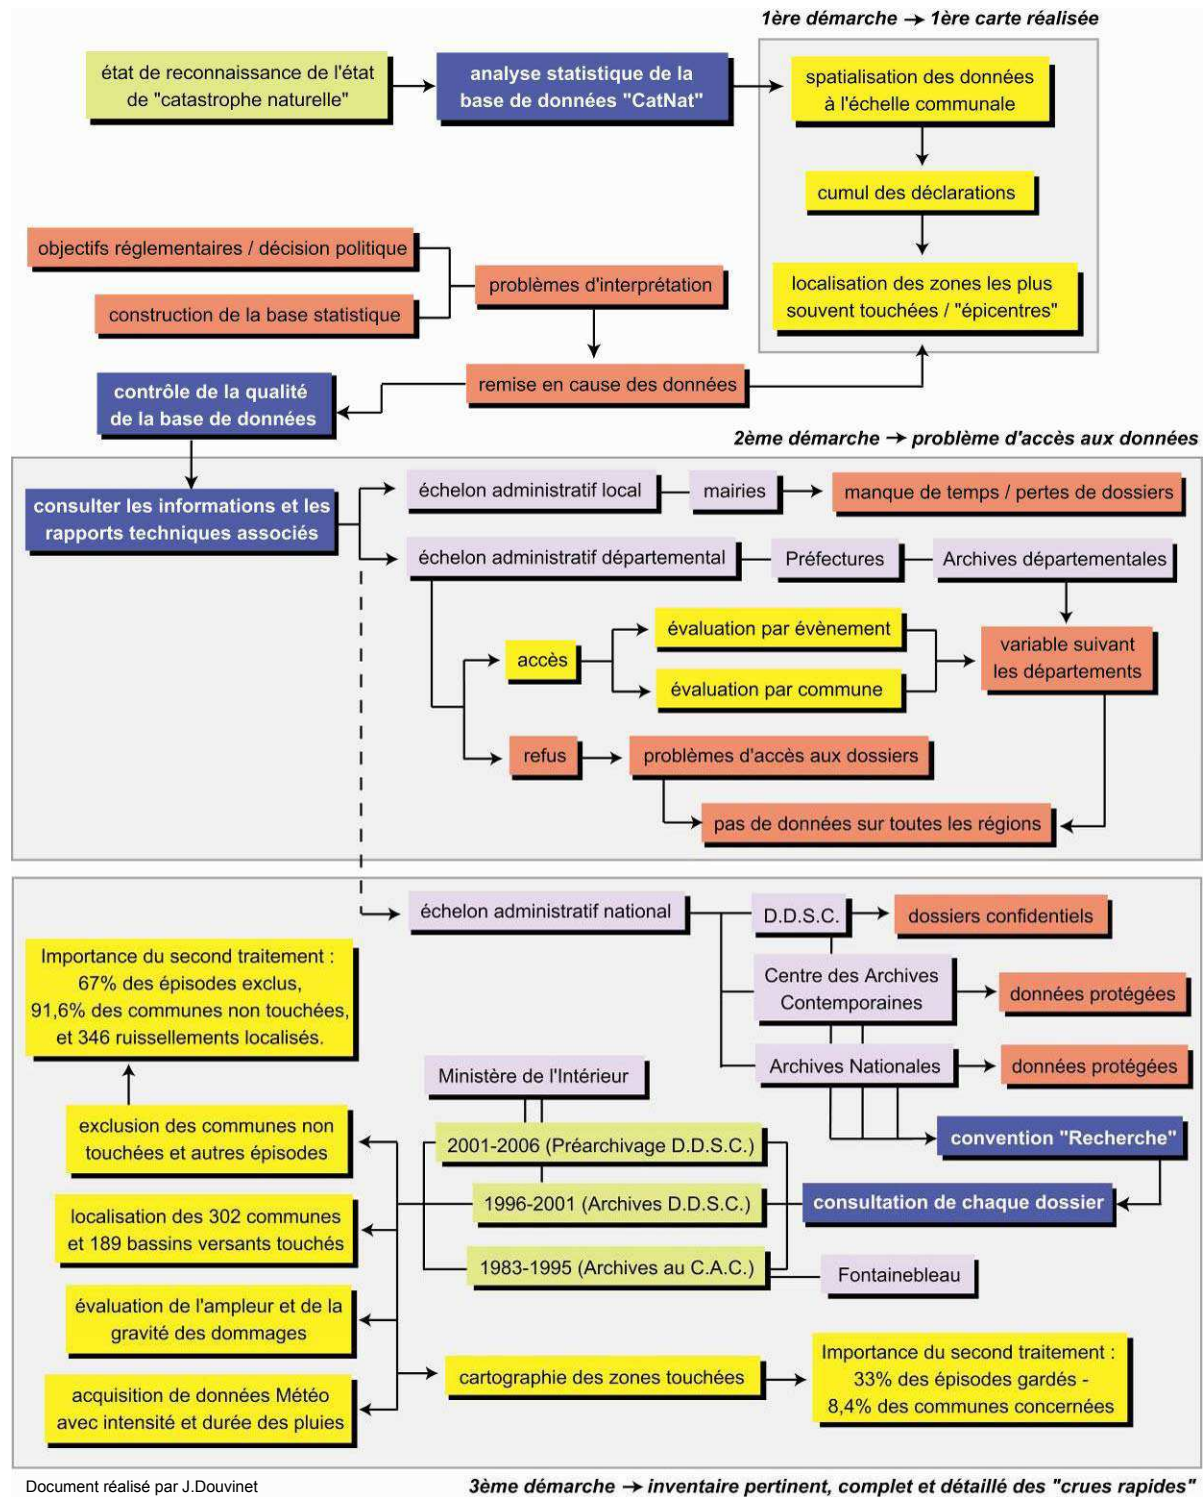 1ère démarche → 1ère carte réalisée
état de reconnaissance de l'état
de "catastrophe naturelle"
analyse statistique de la
base de données "CatNat"
spatialisation des données
à l'échelle communale
cumul des déclarations
localisation des zones les plus
souvent touchées / "épicentres"
objectifs réglementaires / décision politique
construction de la base statistique
problèmes d'interprétation
remise en cause des données
contrôle de la qualité
de la base de données
2ème démarche → problème d'accès aux données
consulter les informations et les
rapports techniques associés
échelon administratif local
mairies
manque de temps / pertes de dossiers
échelon administratif départemental
Préfectures
Archives départementales
accès
évaluation par évènement
évaluation par commune
variable suivant
les départements
refus
problèmes d'accès aux dossiers
pas de données sur toutes les régions
échelon administratif national
D.D.S.C.
dossiers confidentiels
Centre des Archives
Contemporaines
données protégées
Archives Nationales
données protégées
convention "Recherche"
consultation de chaque dossier
Ministère de l'Intérieur
2001-2006 (Préarchivage D.D.S.C.)
1996-2001 (Archives D.D.S.C.)
1983-1995 (Archives au C.A.C.)
Fontainebleau
Importance du second traitement :
67% des épisodes exclus,
91,6% des communes non touchées,
et 346 ruissellements localisés.
exclusion des communes non
touchées et autres épisodes
localisation des 302 communes
et 189 bassins versants touchés
évaluation de l'ampleur et de la
gravité des dommages
acquisition de données Météo
avec intensité et durée des pluies
cartographie des zones touchées
Importance du second traitement :
33% des épisodes gardés -
8,4% des communes concernées
Document réalisé par J.Douvinet
3ème démarche → inventaire pertinent, complet et détaillé des "crues rapides"